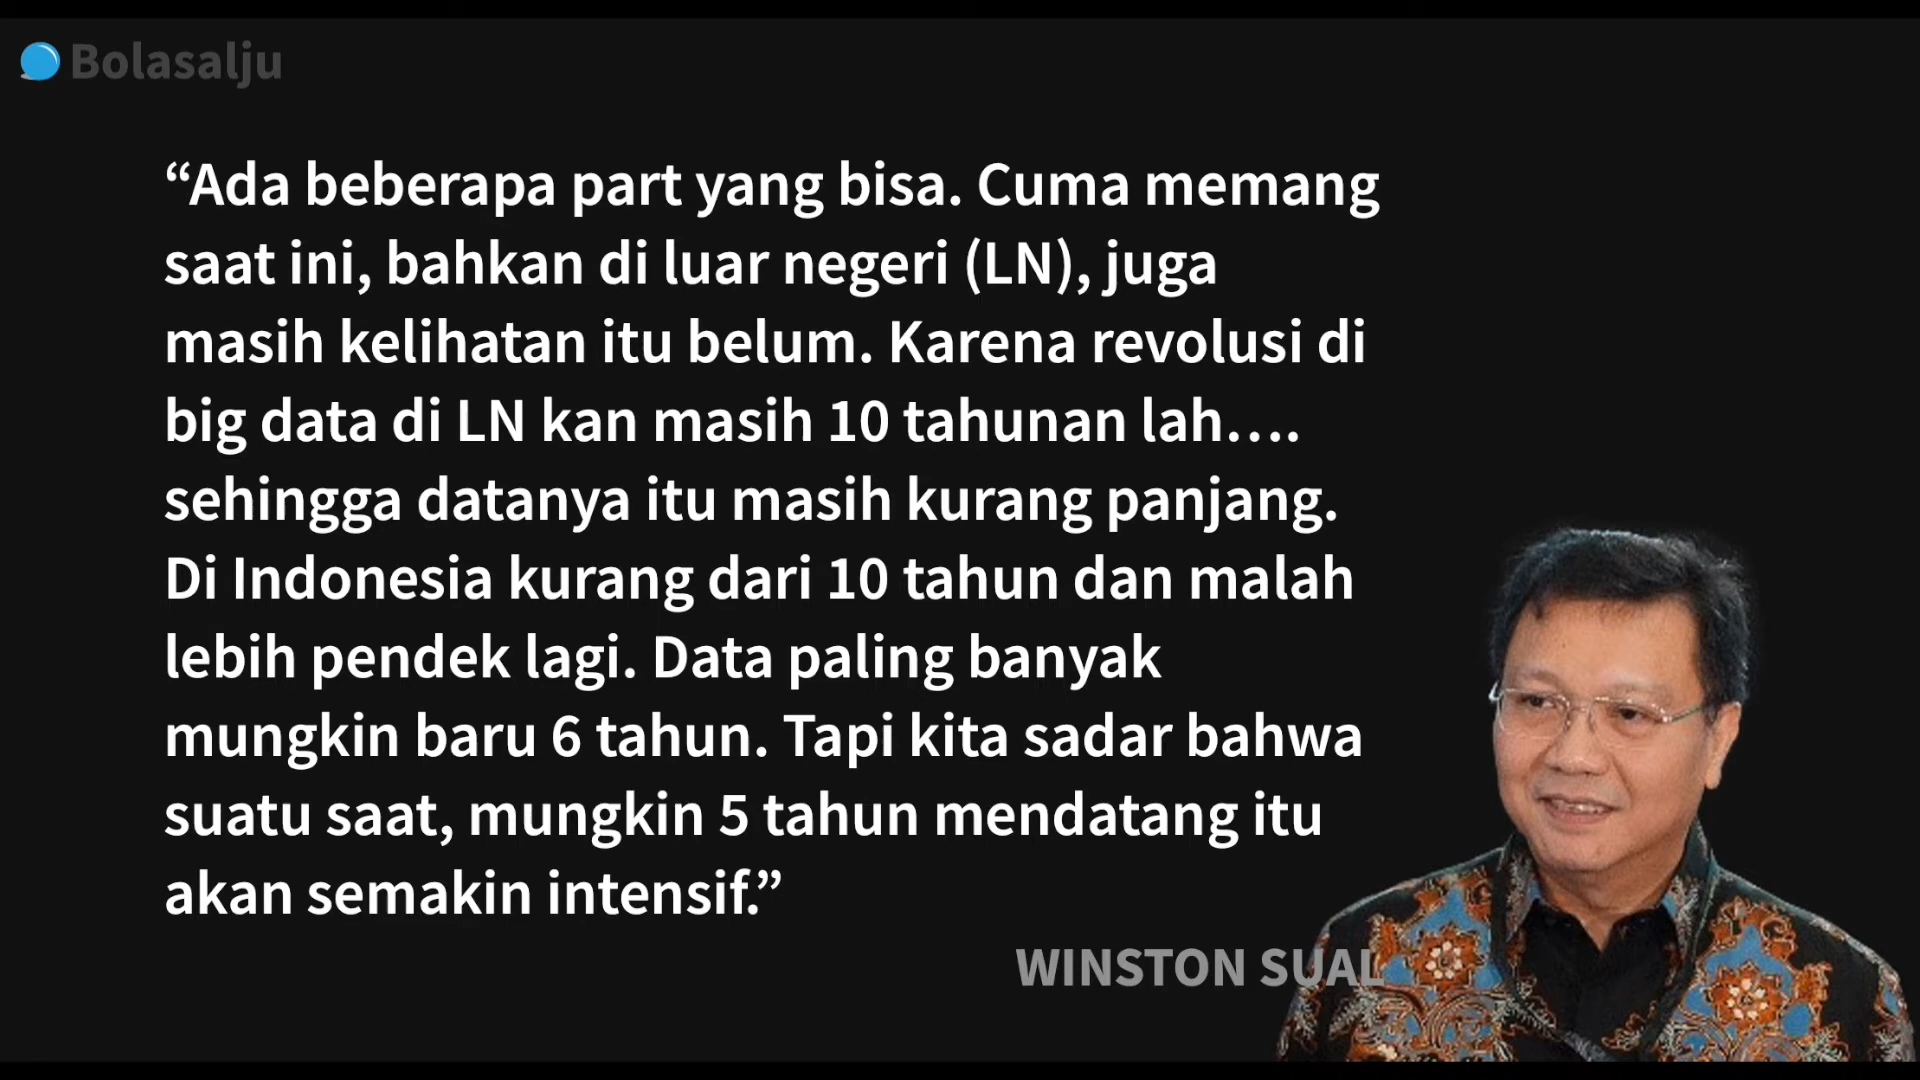 Bolasalju
“Ada beberapa part yang bisa. Cuma memang
saat ini, bahkan di luar negeri (LN), juga
masih kelihatan itu belum. Karena revolusi di
big data di LN kan masih 10 tahunan lah….
sehingga datanya itu masih kurang panjang.
Di Indonesia kurang dari 10 tahun dan malah
lebih pendek lagi. Data paling banyak
mungkin baru 6 tahun. Tapi kita sadar bahwa
suatu saat, mungkin 5 tahun mendatang itu
akan semakin intensif.”
WINSTON SUAL